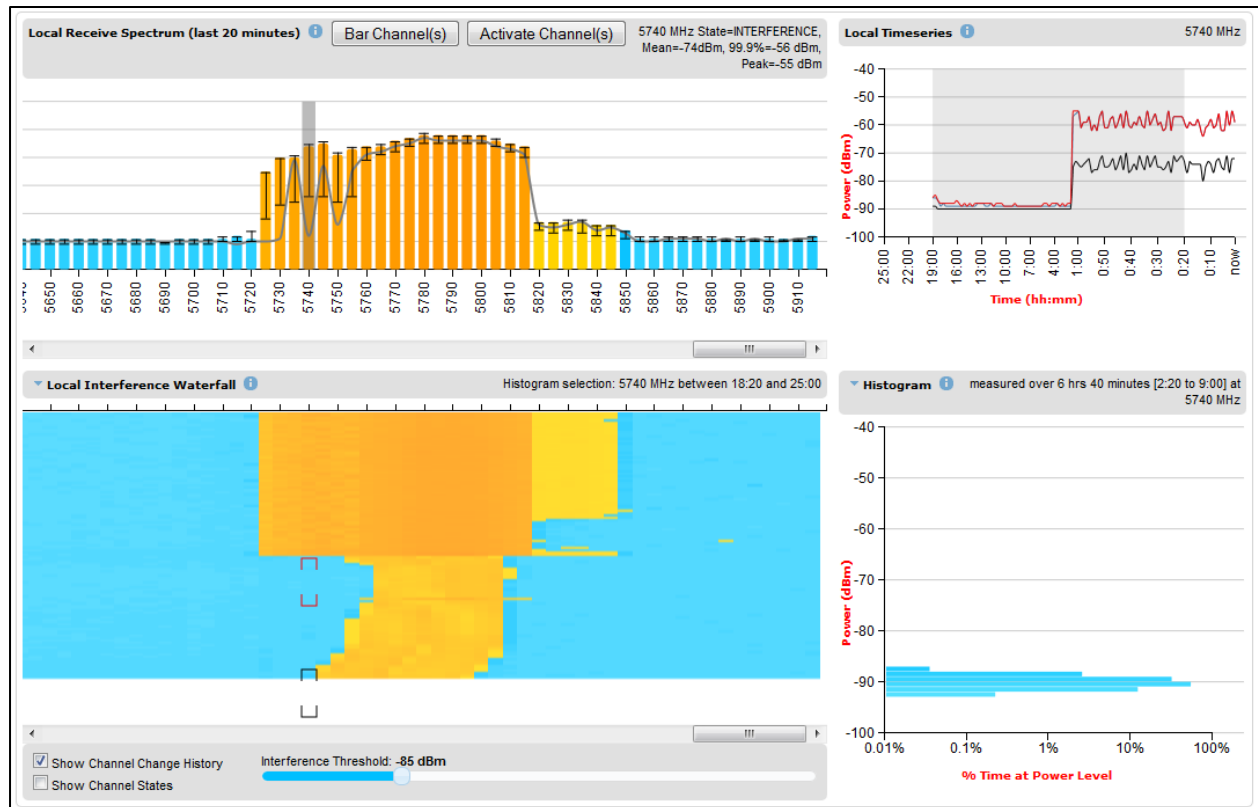 Local Receive Spectrum (last 20 minutes)
Bar Channel(s)
Activate Channel(s)
5740 MHz State=INTERFERENCE,
Mean=-74dBm, 99.9%=-56 dBm,
Peak=-55 dBm
5650
5660
5670
5680
5690
5700
5710
5720
5730
5740
5750
5760
5770
5780
5790
5800
5810
5820
5830
5840
5850
5860
5870
5880
5890
5900
5910
Local Timeseries
5740 MHz
-40
-50
-60
-70
-80
-90
-100
Power (dBm)
25:00
22:00
19:00
16:00
13:00
10:00
7:00
4:00
1:00
0:50
0:40
0:30
0:20
0:10
now
Time (hh:mm)
Local Interference Waterfall
Histogram selection: 5740 MHz between 18:20 and 25:00
Show Channel Change History
Show Channel States
Interference Threshold: -85 dBm
Histogram
measured over 6 hrs 40 minutes [2:20 to 9:00] at
5740 MHz
-40
-50
-60
-70
-80
-90
-100
Power (dBm)
0.01%
0.1%
1%
10%
100%
% Time at Power Level